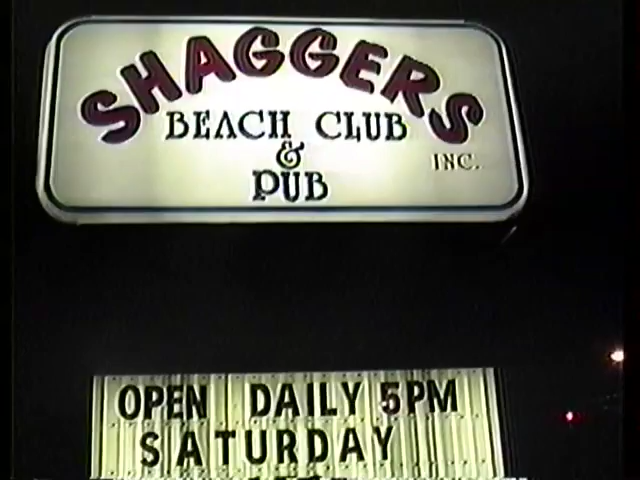 SHAGGERS
BEACH CLUB
&
PUB
INC.
OPEN DAILY 5PM
SATURDAY